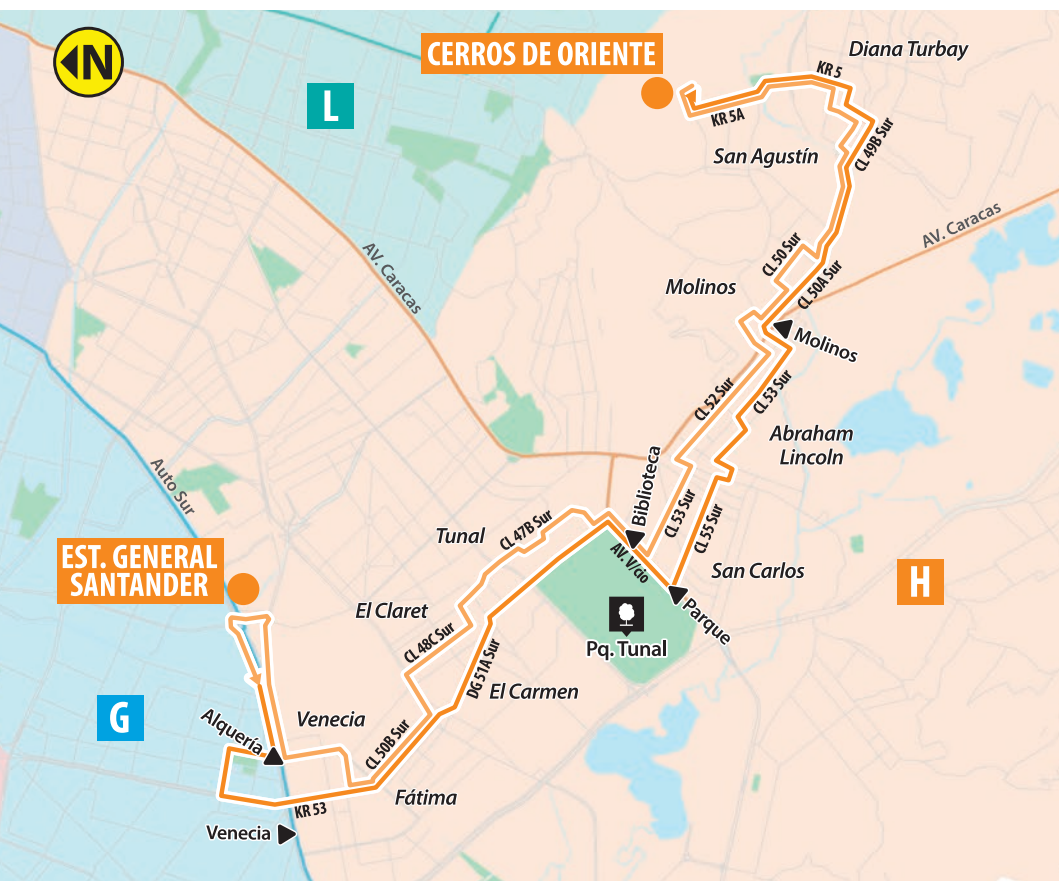 N
CERROS DE ORIENTE
Diana Turbay
KR 5
L
KR 5A
San Agustín
CL 49B Sur
AV. Caracas
AV. Caracas
CL 50 Sur
Molinos
CL 50A Sur
Molinos
CL 52 Sur
CL 53 Sur
Abraham
Lincoln
Auto Sur
Biblioteca
CL 53 Sur
CL 55 Sur
Tunal
CL 47B Sur
AV. V/cio
San Carlos
EST. GENERAL
SANTANDER
H
El Claret
Parque
Pq. Tunal
CL 48C Sur
DG 51A Sur
El Carmen
G
Alquería
Venecia
CL 50B Sur
Fátima
KR 53
Venecia